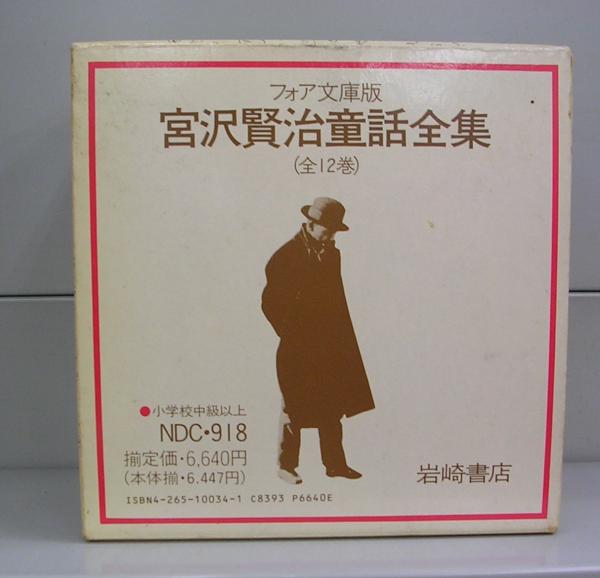 フォア文庫版
宮沢賢治童話全集
(全12巻)
●小学校中級以上
NDC・918
揃定価・6,640円
(本体揃・6,447円)
岩崎書店
ISBN4-265-10034-1 C8393 P6640E